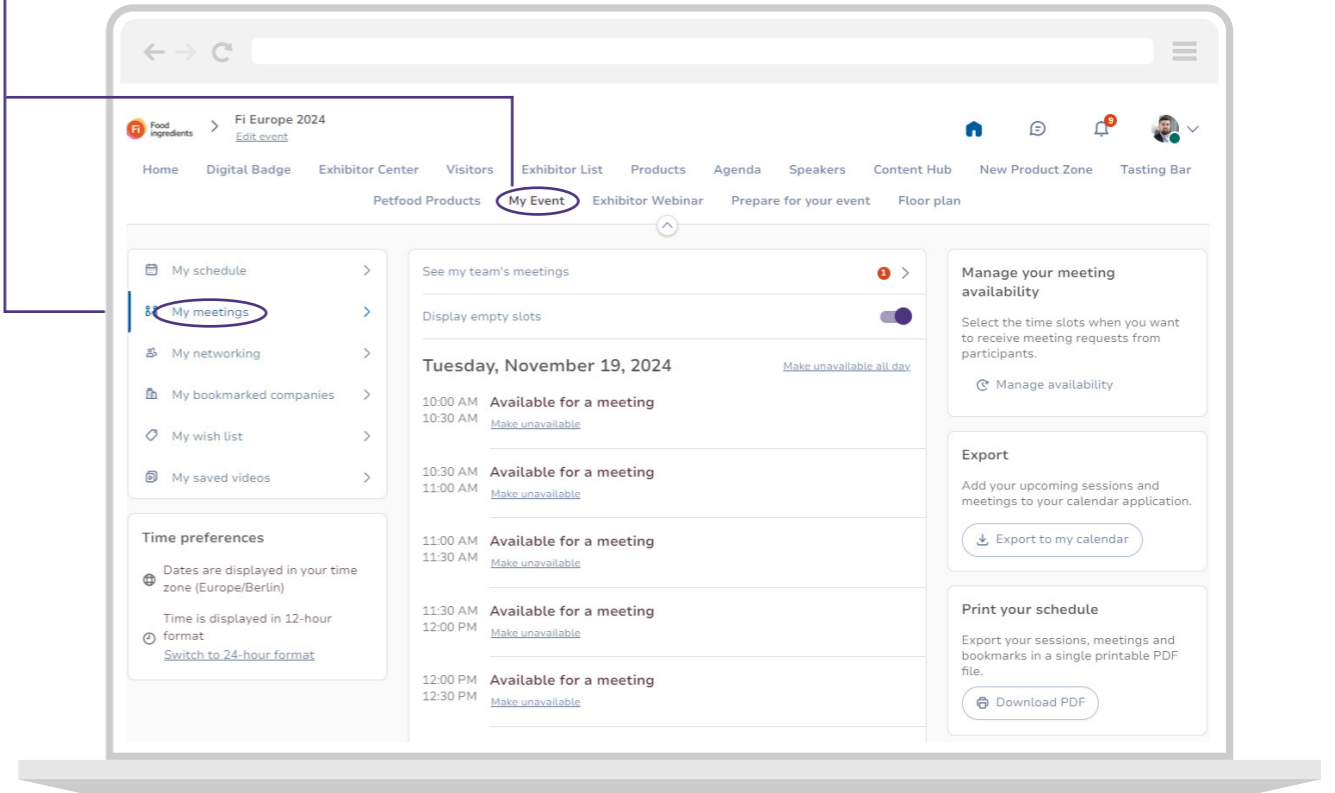 Fi
Food
ingredients
Fi Europe 2024
Edit event
9
Home Digital Badge Exhibitor Center Visitors Exhibitor List Products Agenda Speakers Content Hub New Product Zone Tasting Bar
Petfood Products My Event Exhibitor Webinar Prepare for your event Floor plan
My schedule
My meetings
My networking
My bookmarked companies
My wish list
My saved videos
Time preferences
Dates are displayed in your time
zone (Europe/Berlin)
Time is displayed in 12-hour
format
Switch to 24-hour format
See my team's meetings 1
Display empty slots
Tuesday, November 19, 2024 Make unavailable all day
10:00 AM Available for a meeting
10:30 AM Make unavailable
10:30 AM Available for a meeting
11:00 AM Make unavailable
11:00 AM Available for a meeting
11:30 AM Make unavailable
11:30 AM Available for a meeting
12:00 PM Make unavailable
12:00 PM Available for a meeting
12:30 PM Make unavailable
Manage your meeting
availability
Select the time slots when you want
to receive meeting requests from
participants.
Manage availability
Export
Add your upcoming sessions and
meetings to your calendar application.
Export to my calendar
Print your schedule
Export your sessions, meetings and
bookmarks in a single printable PDF
file.
Download PDF